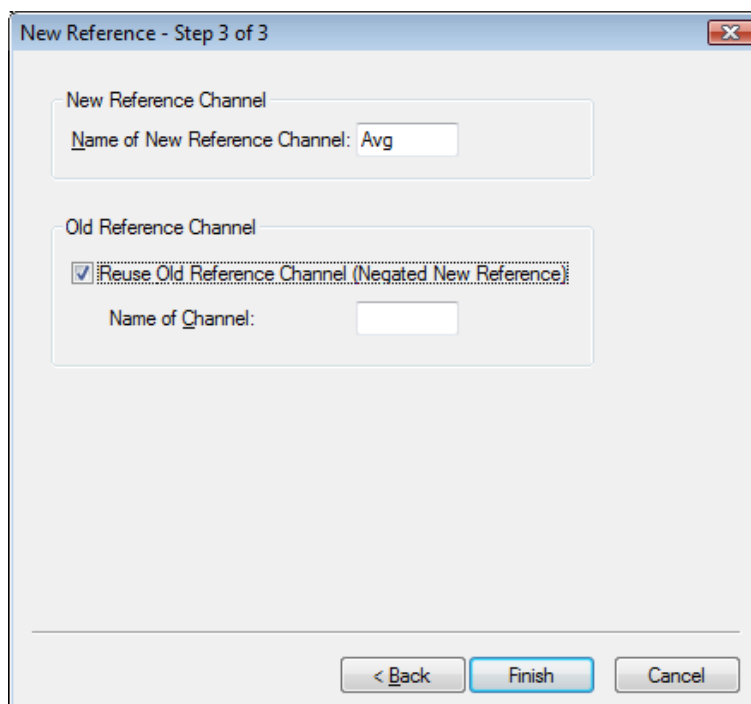 New Reference - Step 3 of 3
New Reference Channel
Name of New Reference Channel: Avg
Old Reference Channel
Reuse Old Reference Channel (Negated New Reference)
Name of Channel:
< Back Finish Cancel